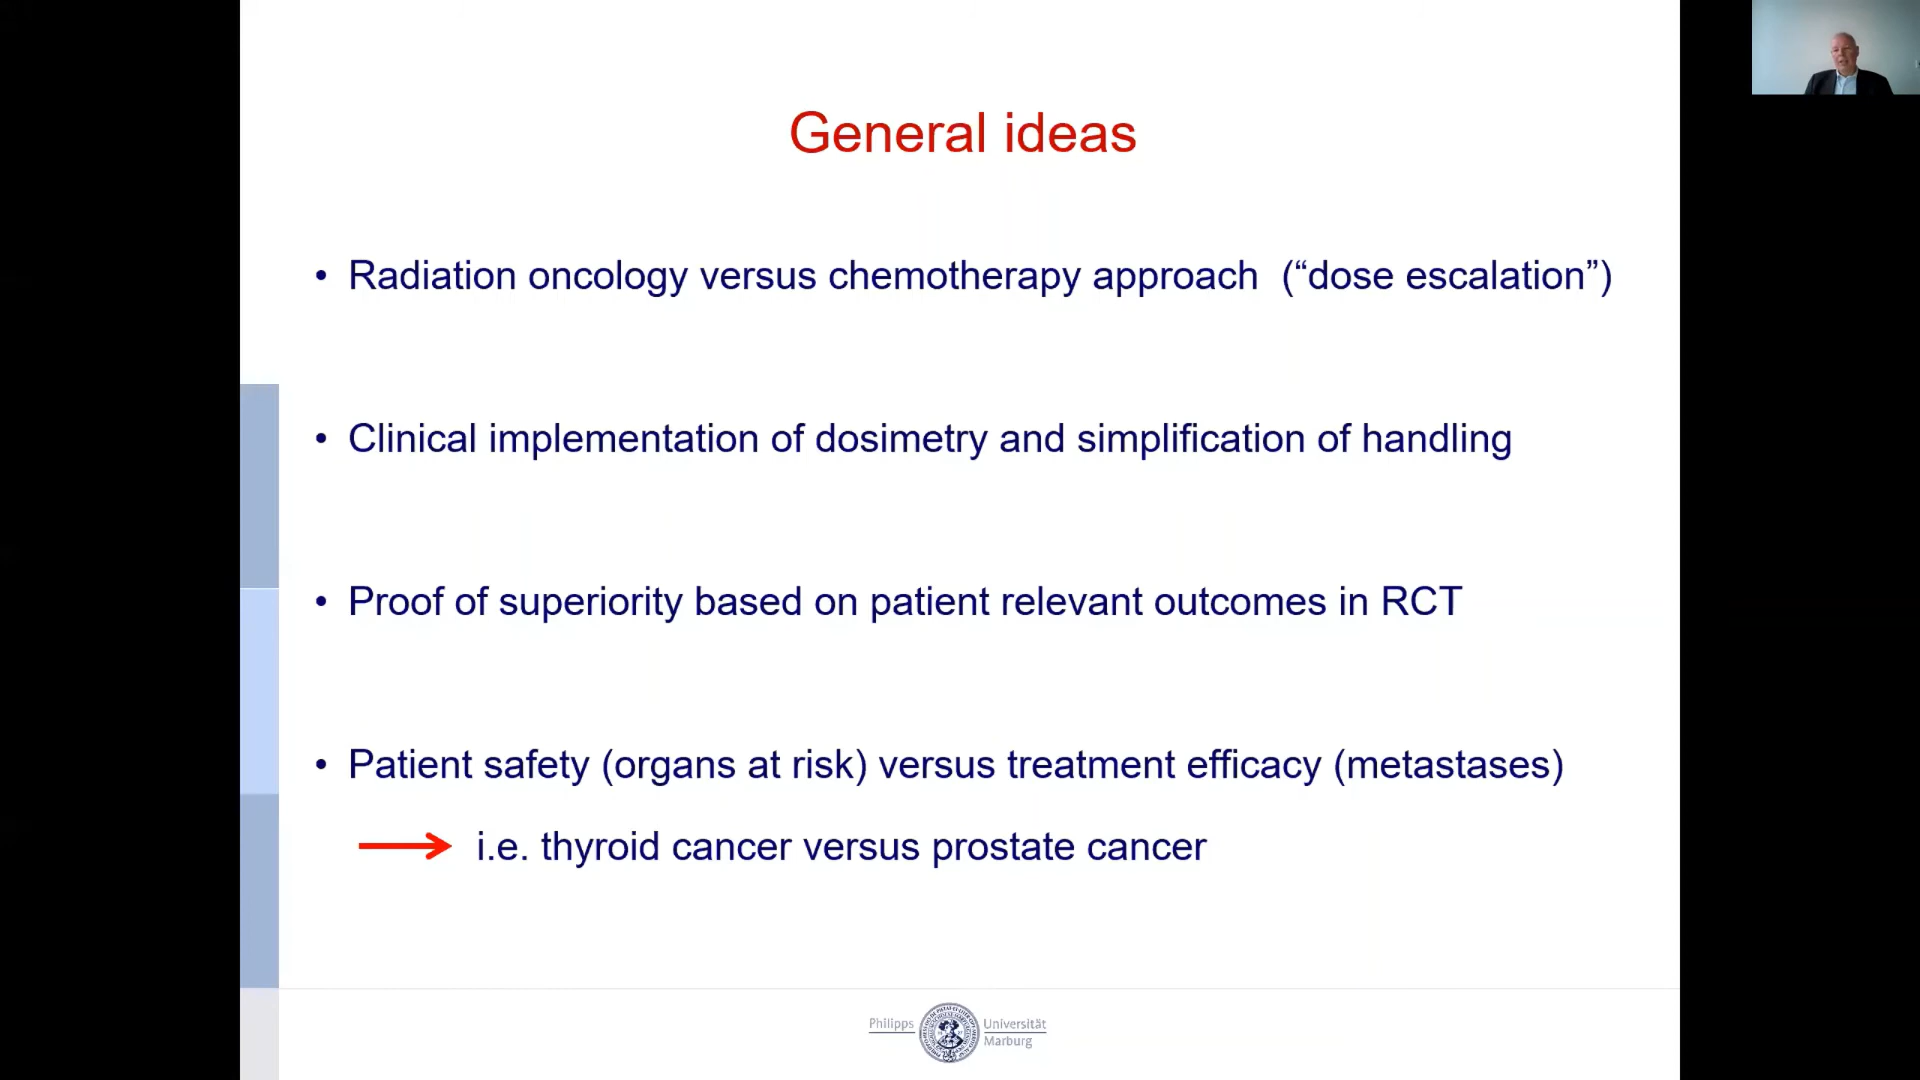 General ideas
• Radiation oncology versus chemotherapy approach (“dose escalation”)
• Clinical implementation of dosimetry and simplification of handling
• Proof of superiority based on patient relevant outcomes in RCT
• Patient safety (organs at risk) versus treatment efficacy (metastases)
i.e. thyroid cancer versus prostate cancer
Philipps Universität
Marburg